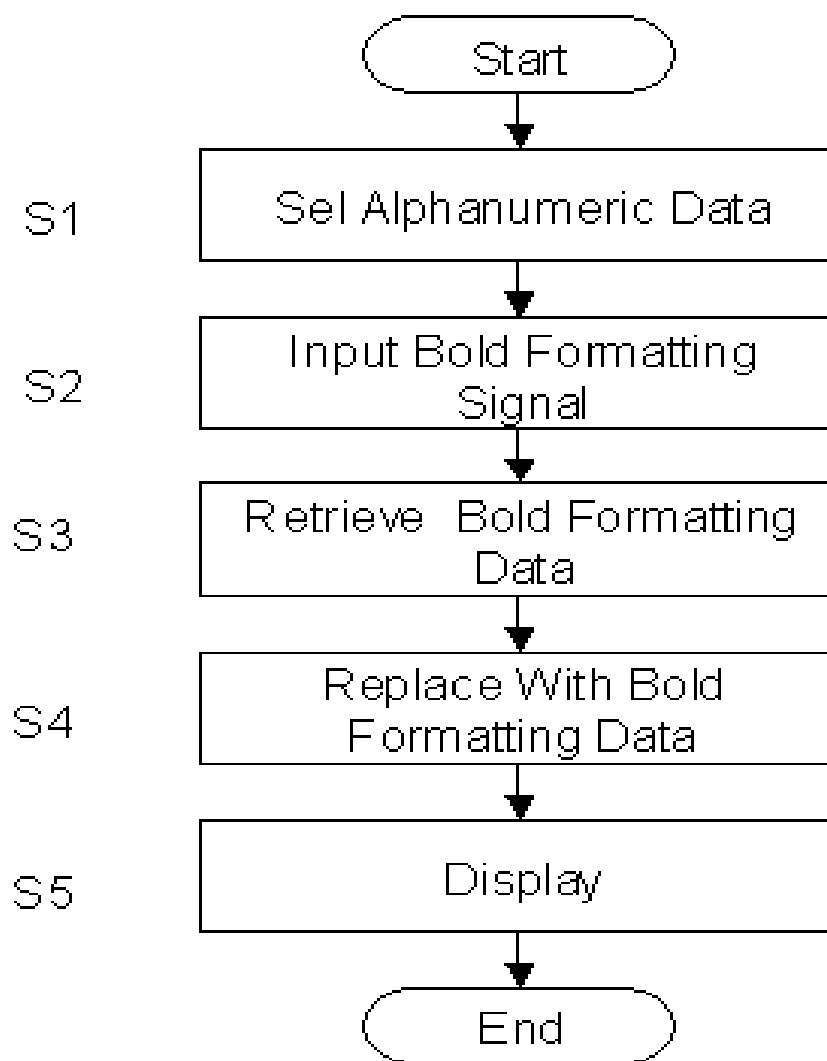 Start
S1
Sel Alphanumeric Data
S2
Input Bold Formatting
Signal
S3
Retrieve Bold Formatting
Data
S4
Replace With Bold
Formatting Data
S5
Display
End